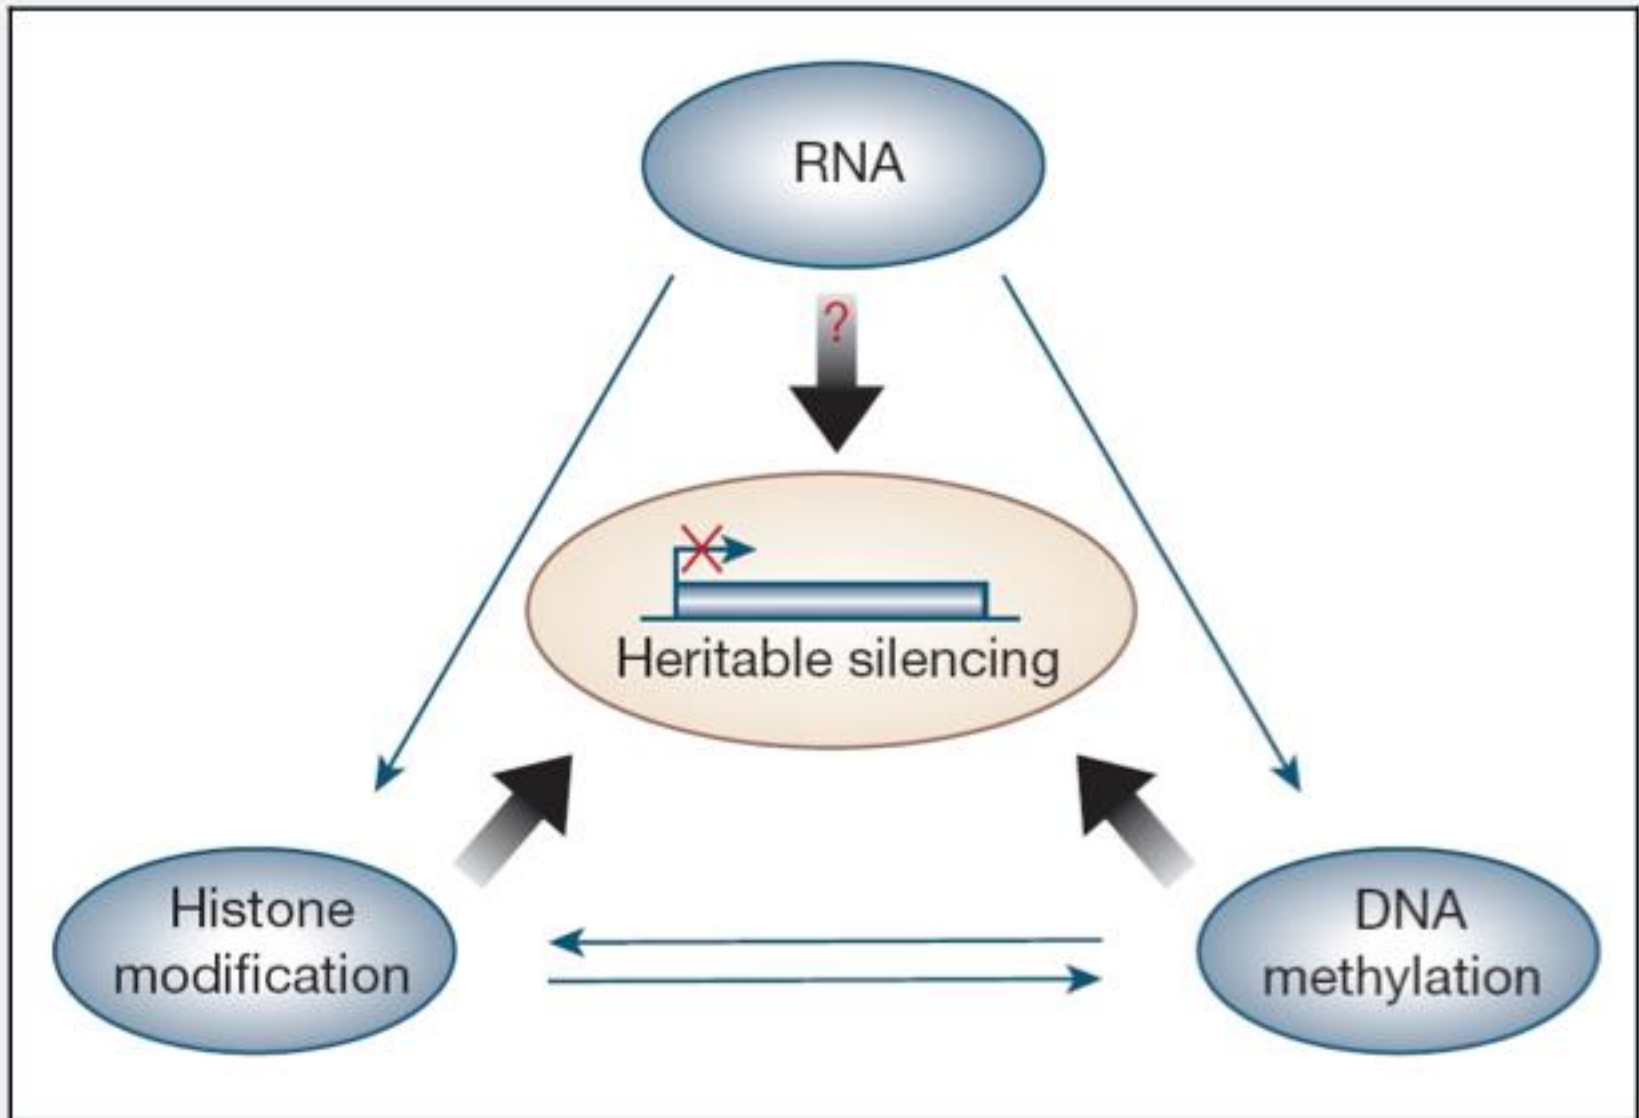 RNA
?
Heritable silencing
Histone
modification
DNA
methylation